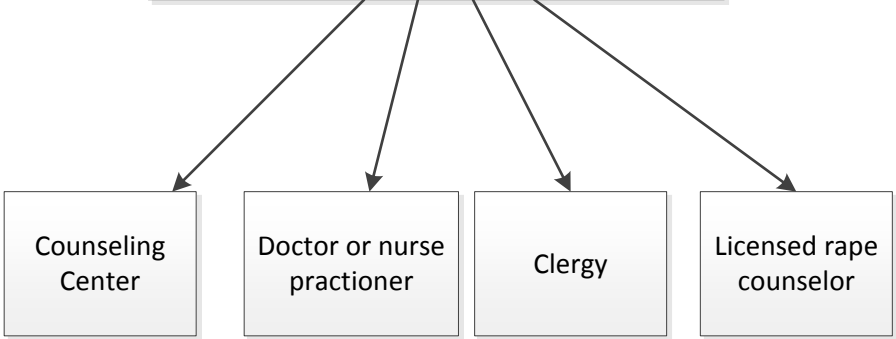 Counseling
Center
Doctor or nurse
practioner
Clergy
Licensed rape
counselor